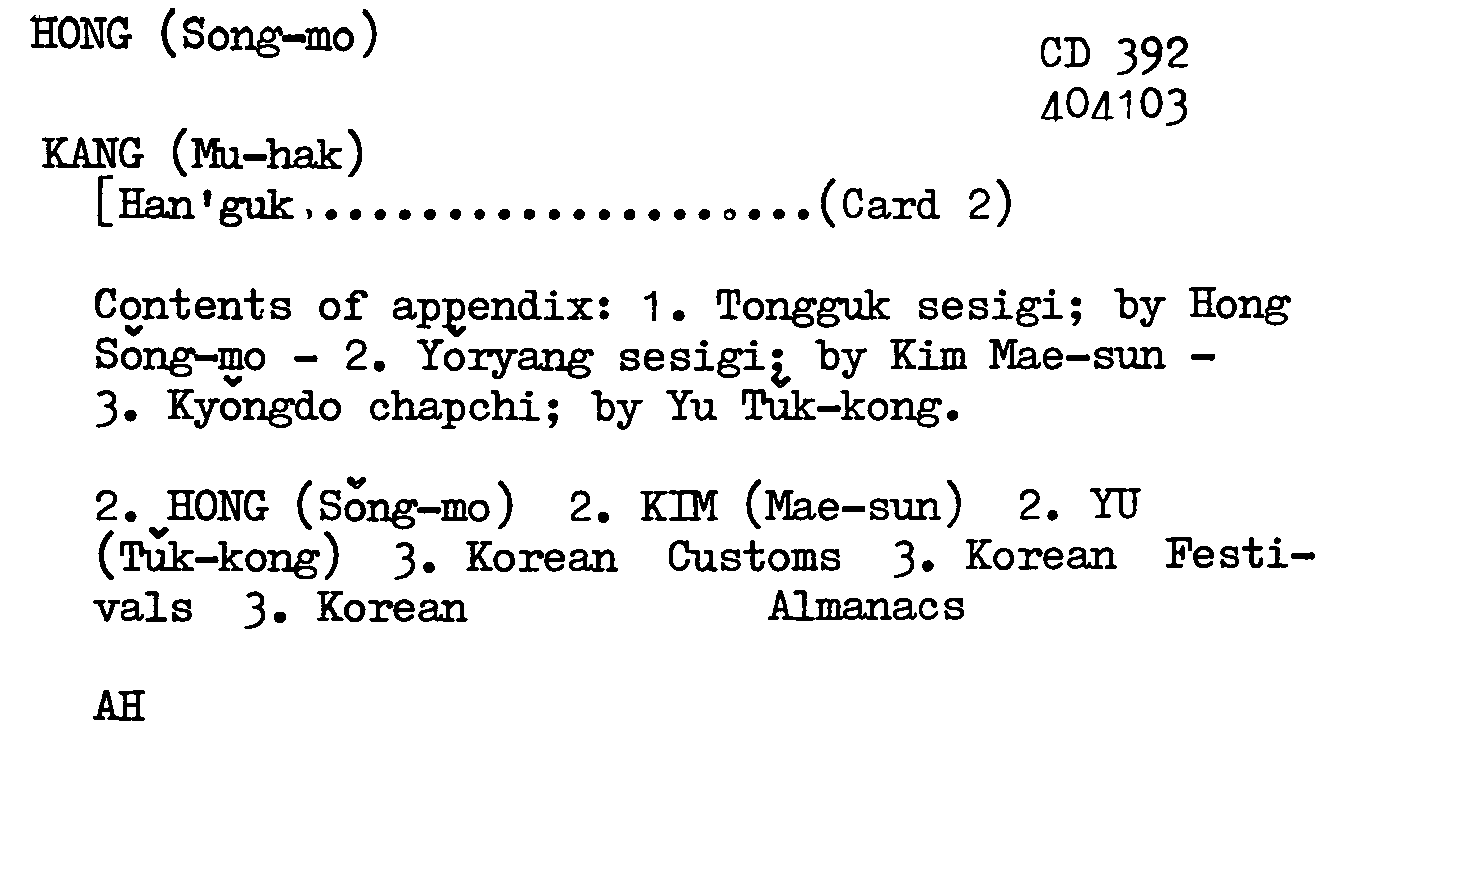 HONG (Song-mo)
CD 392
404103
KANG (Mu-hak)
[Han'guk.....................(Card 2)
Contents of appendix: 1. Tongguk sesigi; by Hong
Sŏng-mo - 2. Yŏryang sesigi; by Kim Mae-sun -
3. Kyŏngdo chapchi; by Yu Tŭk-kong.
2. HONG (Sŏng-mo) 2. KIM (Mae-sun) 2. YU
(Tŭk-kong) 3. Korean Customs 3. Korean Festi-
vals 3. Korean Almanacs
AH